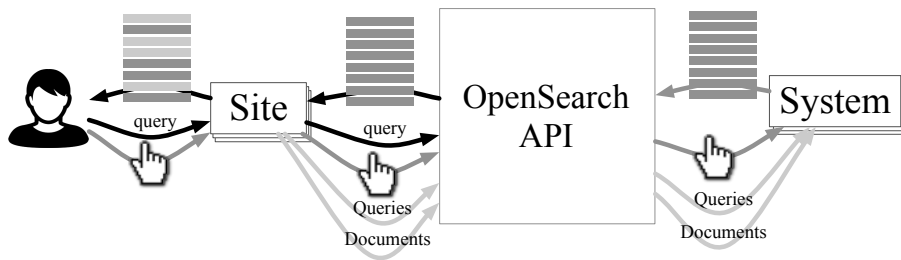 Site
OpenSearch
API
System
query
query
Queries
Documents
Queries
Documents